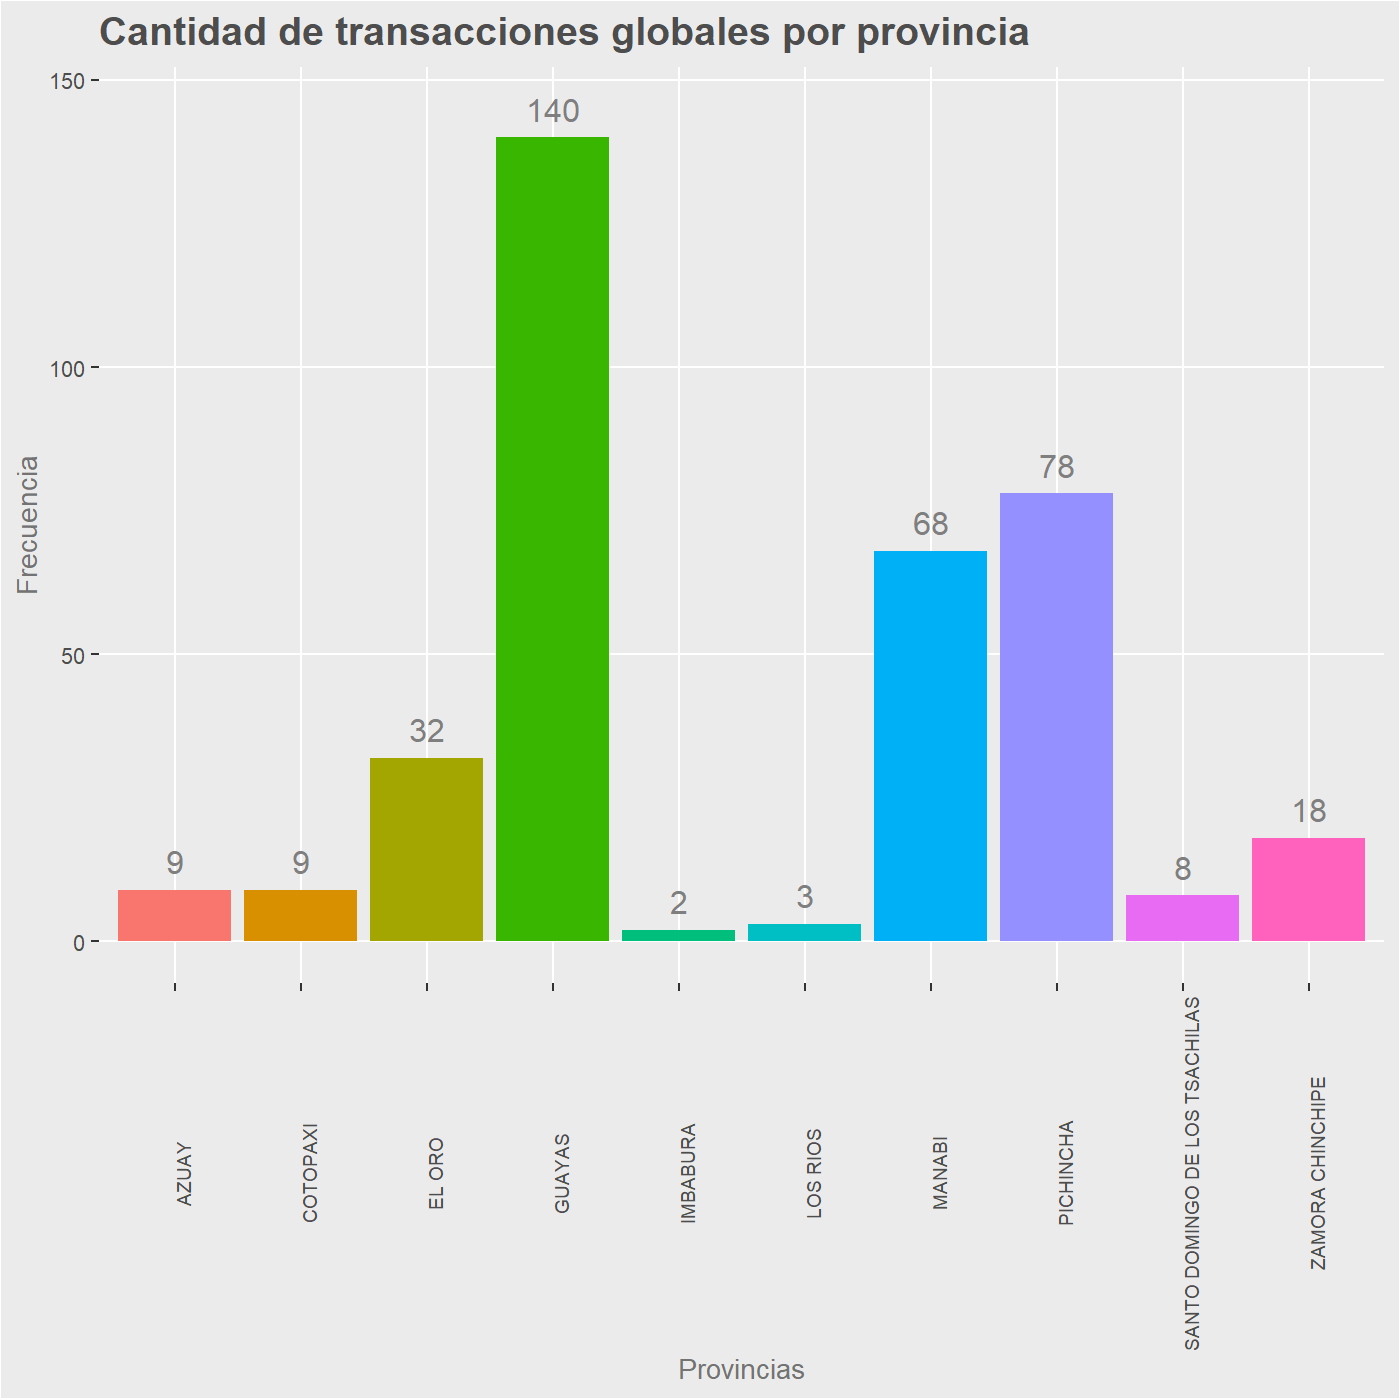 Cantidad de transacciones globales por provincia
150
100
50
0
Frecuencia
9
9
32
140
2
3
68
78
8
18
AZUAY
COTOPAXI
EL ORO
GUAYAS
IMBABURA
LOS RIOS
MANABI
PICHINCHA
SANTO DOMINGO DE LOS TSACHILAS
ZAMORA CHINCHIPE
Provincias